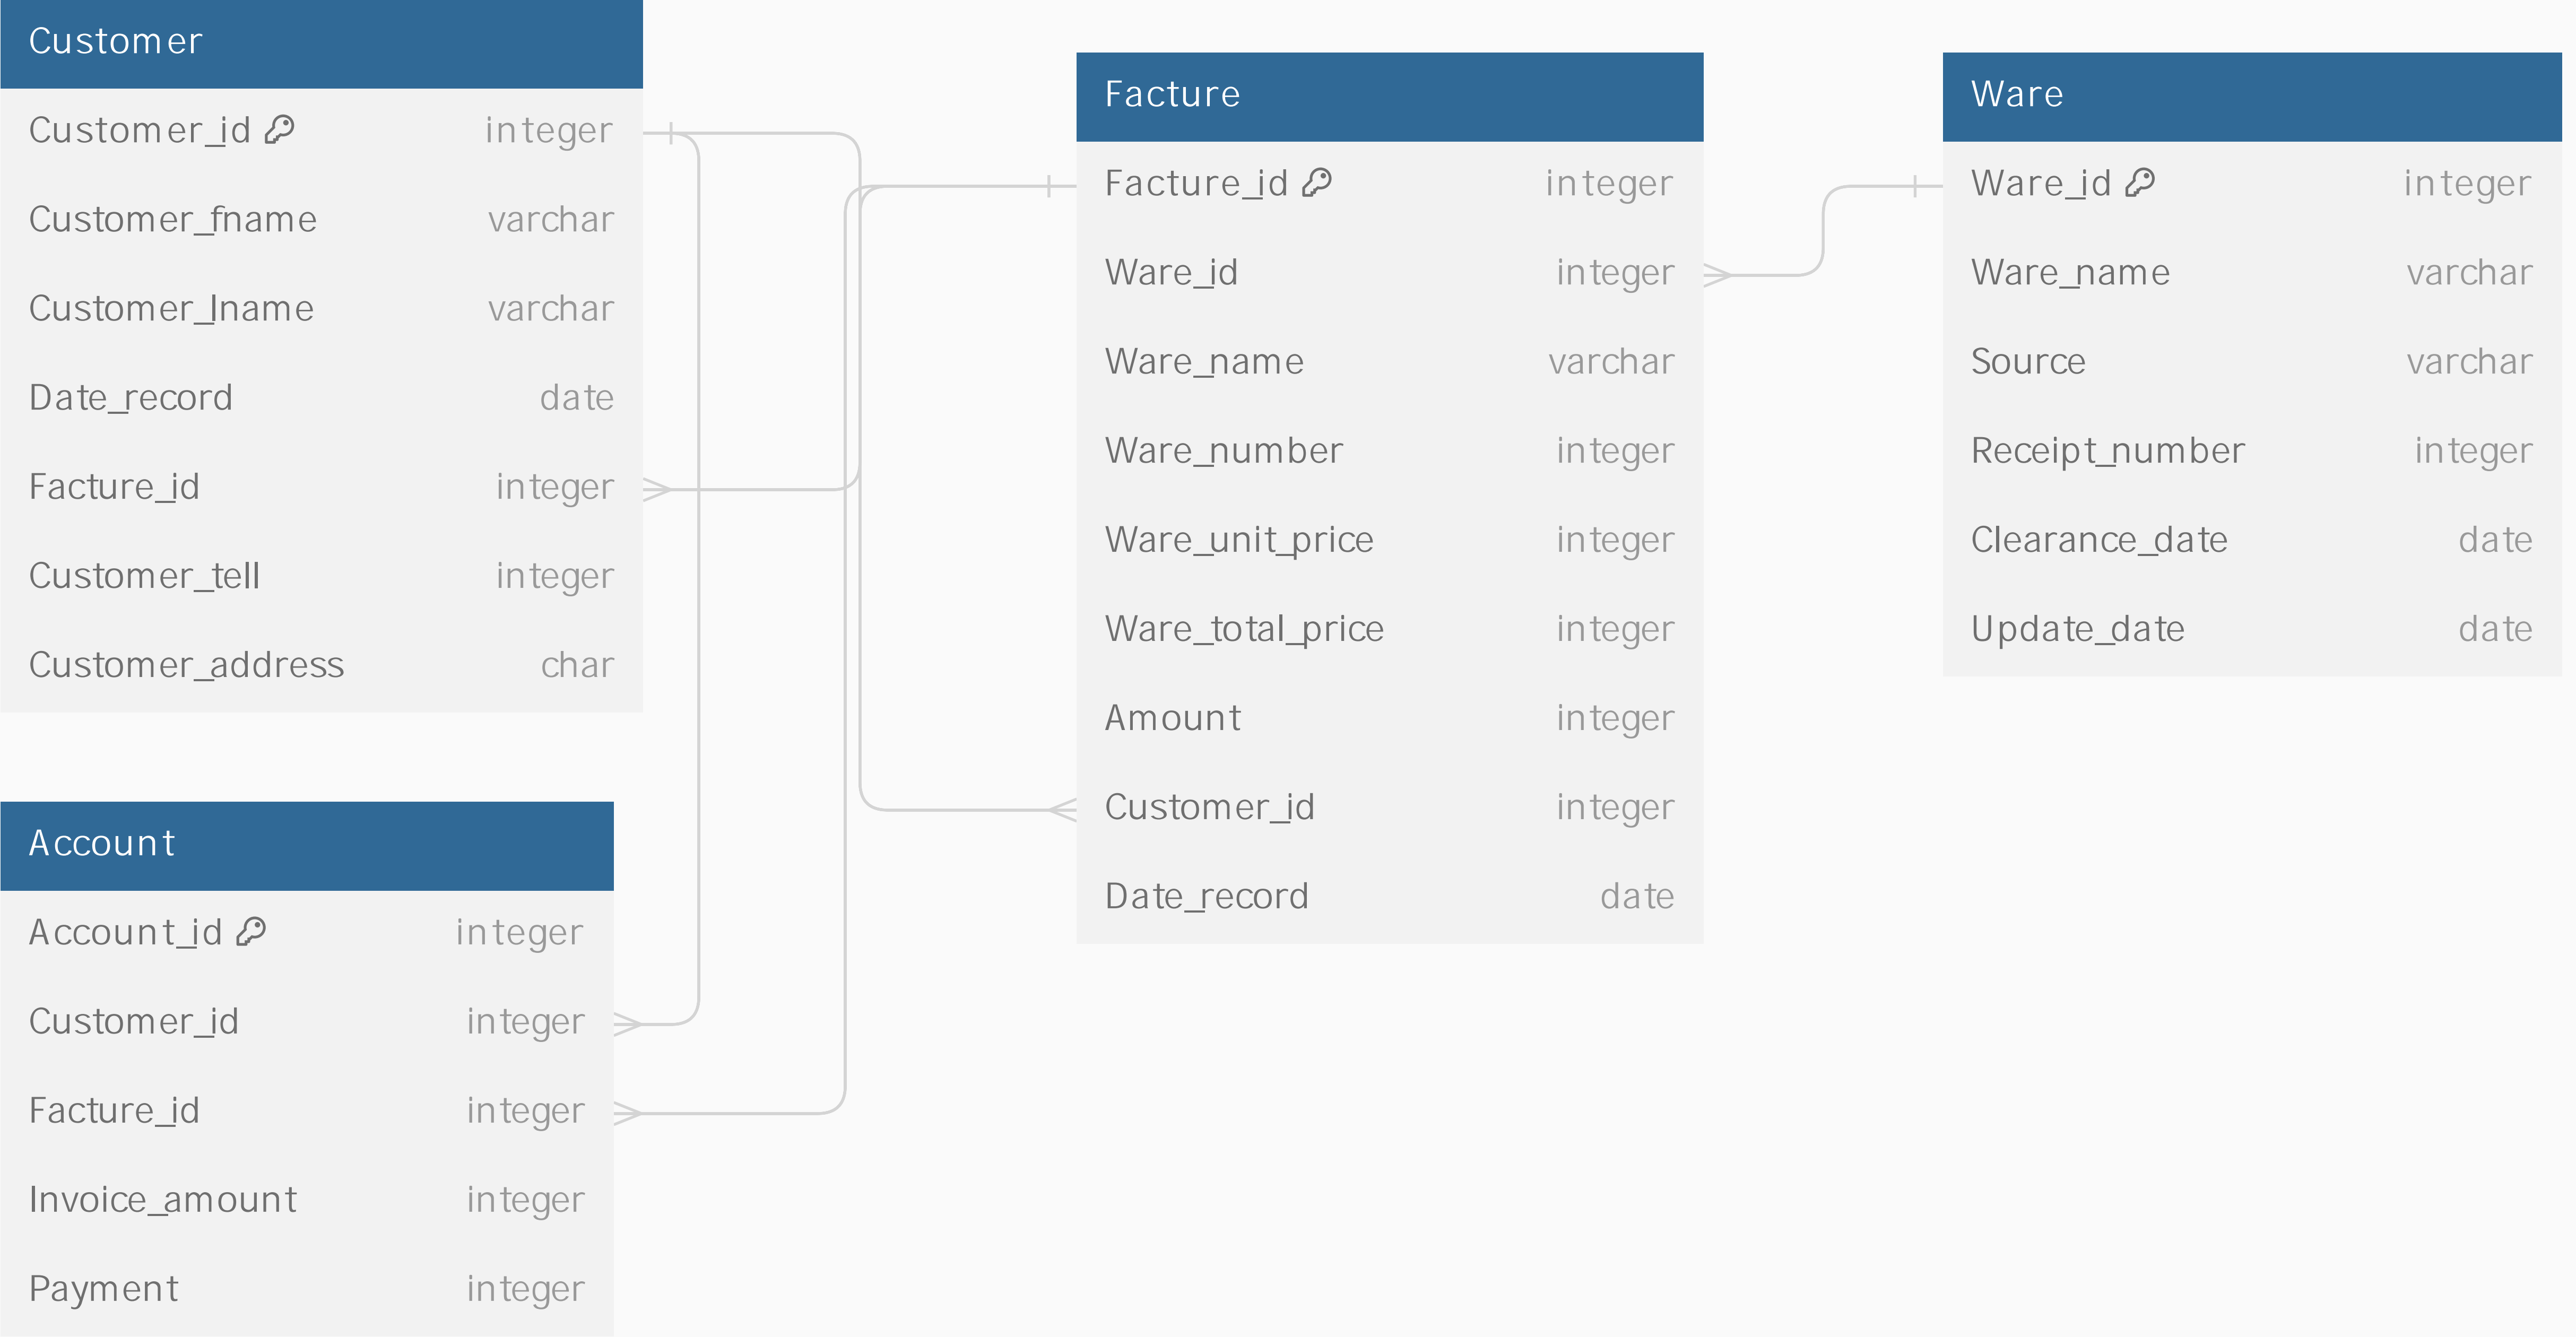 Customer
Customer_id integer
Customer_fname varchar
Customer_lname varchar
Date_record date
Facture_id integer
Customer_tell integer
Customer_address char
Account
Account_id integer
Customer_id integer
Facture_id integer
Invoice_amount integer
Payment integer
Facture
Facture_id integer
Ware_id integer
Ware_name varchar
Ware_number integer
Ware_unit_price integer
Ware_total_price integer
Amount integer
Customer_id integer
Date_record date
Ware
Ware_id integer
Ware_name varchar
Source varchar
Receipt_number integer
Clearance_date date
Update_date date